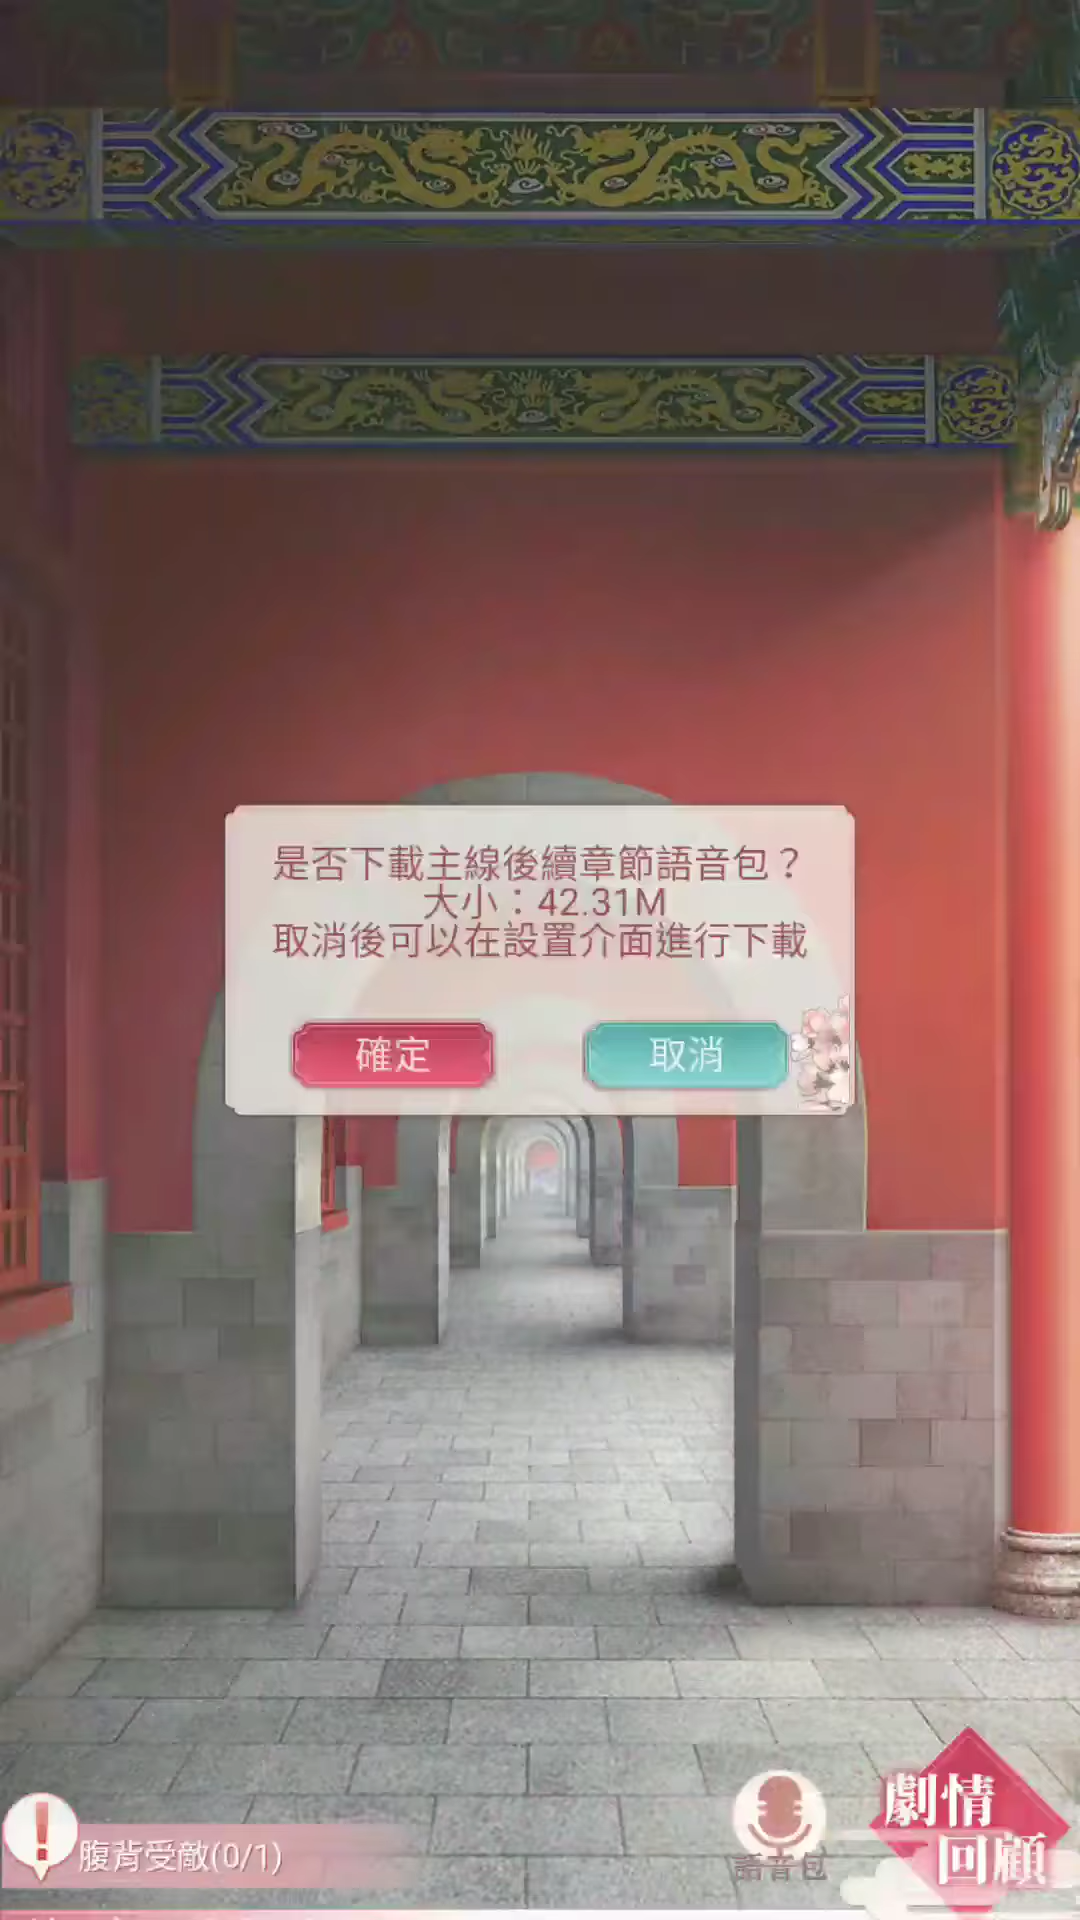 是否下載主線後續章節語音包？
大小：42.31M
取消後可以在設置介面進行下載
確定
取消
腹背受敵(0/1)
語音包
劇情
回顧